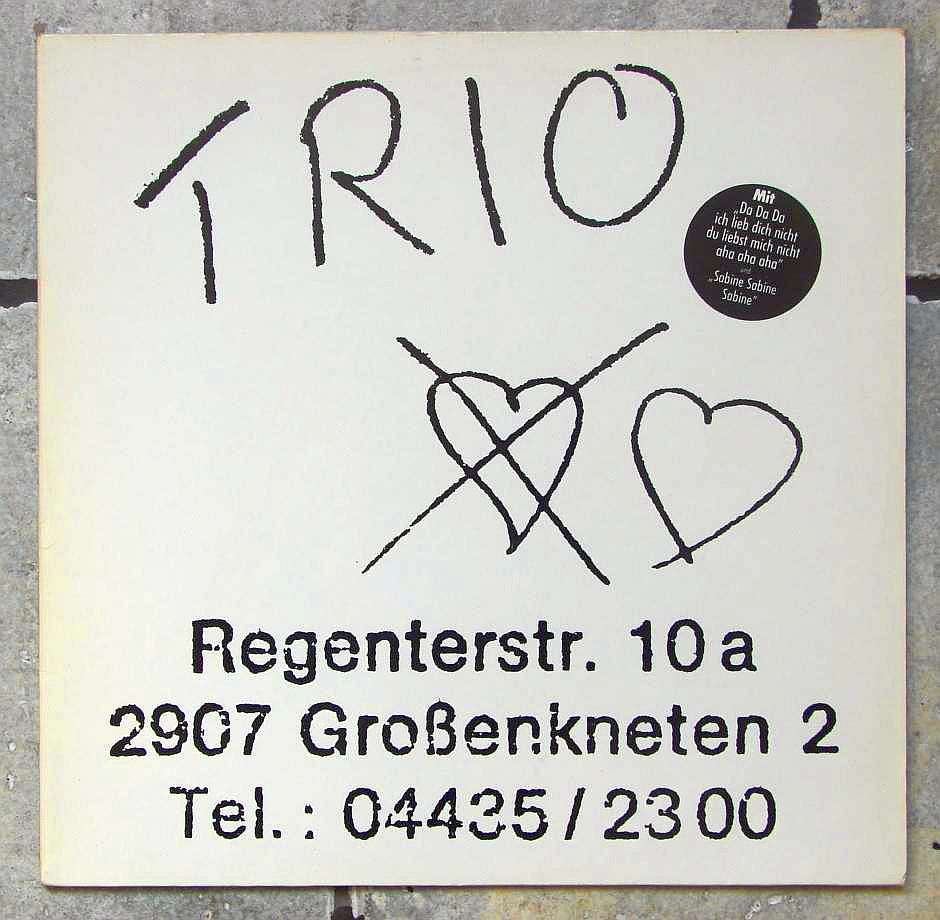 TRIO
Mit
„Da Da Da
ich lieb dich nicht
du liebst mich nicht
aha aha aha“
und
„Sabine Sabine
Sabine“
Regenterstr. 10 a
2907 Großenkneten 2
Tel.: 04435/2300